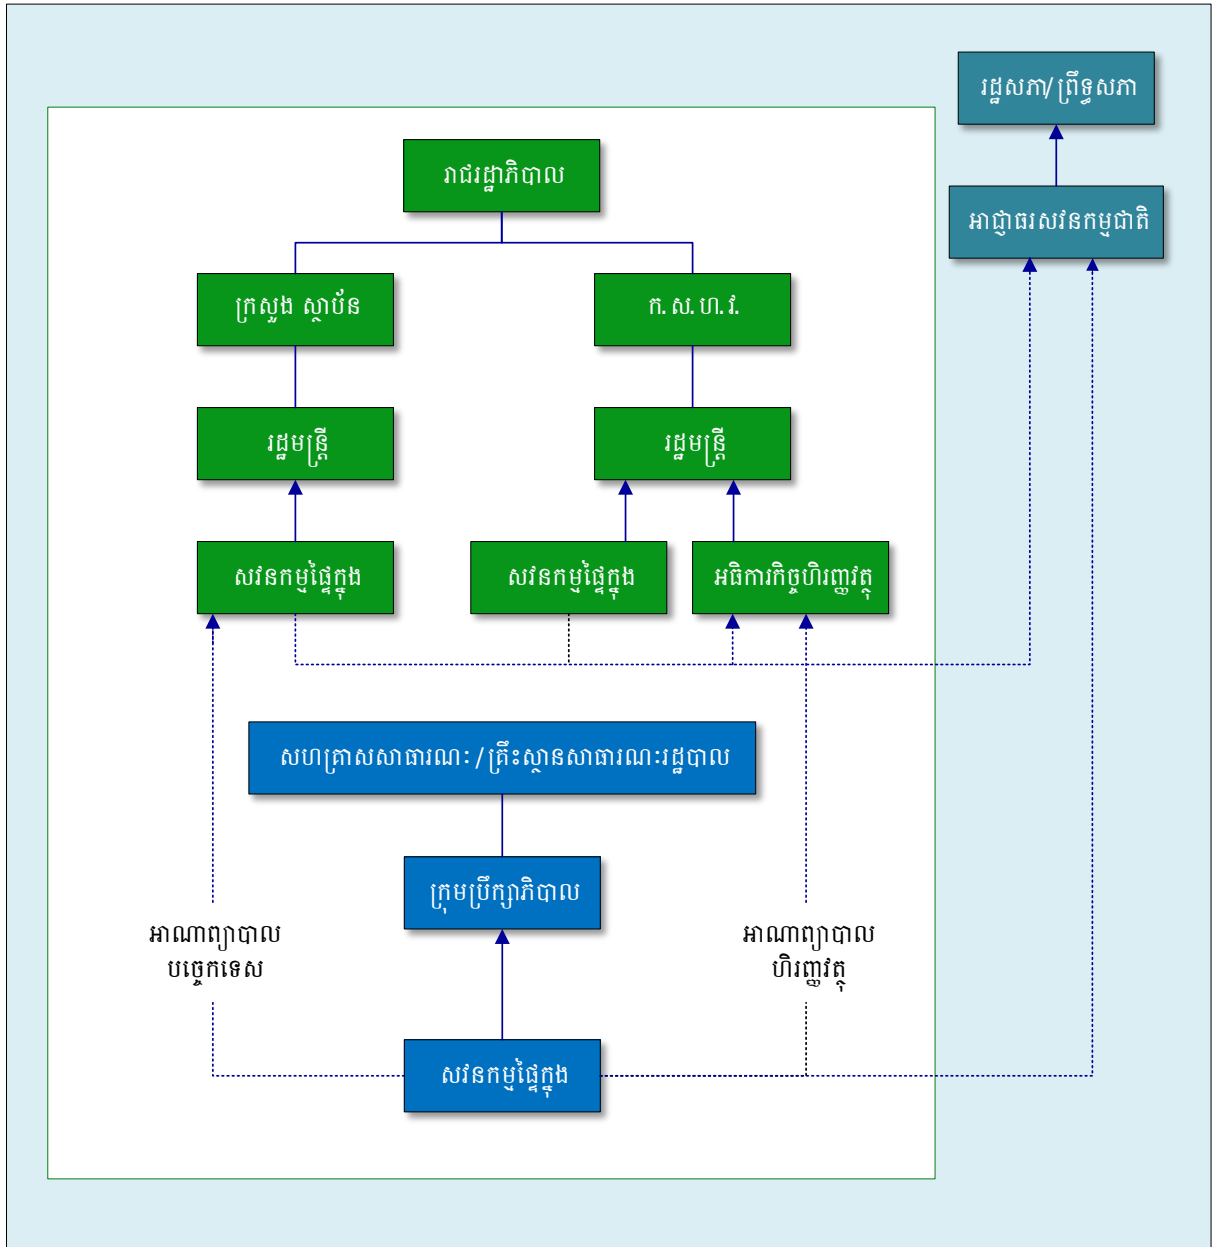 រដ្ឋសភា/ ព្រឹទ្ធសភា
រាជរដ្ឋាភិបាល
អាជ្ញាធរសវនកម្មជាតិ
ក្រសួង ស្ថាប័ន
ក. ស. ហ. វ.
រដ្ឋមន្ត្រី
រដ្ឋមន្ត្រី
សវនកម្មផ្ទៃក្នុង
សវនកម្មផ្ទៃក្នុង
អធិការកិច្ចហិរញ្ញវត្ថុ
សហគ្រាសសាធារណៈ / គ្រឹះស្ថានសាធារណៈរដ្ឋបាល
ក្រុមប្រឹក្សាភិបាល
អាណាព្យាបាល
បច្ចេកទេស
អាណាព្យាបាល
ហិរញ្ញវត្ថុ
សវនកម្មផ្ទៃក្នុង